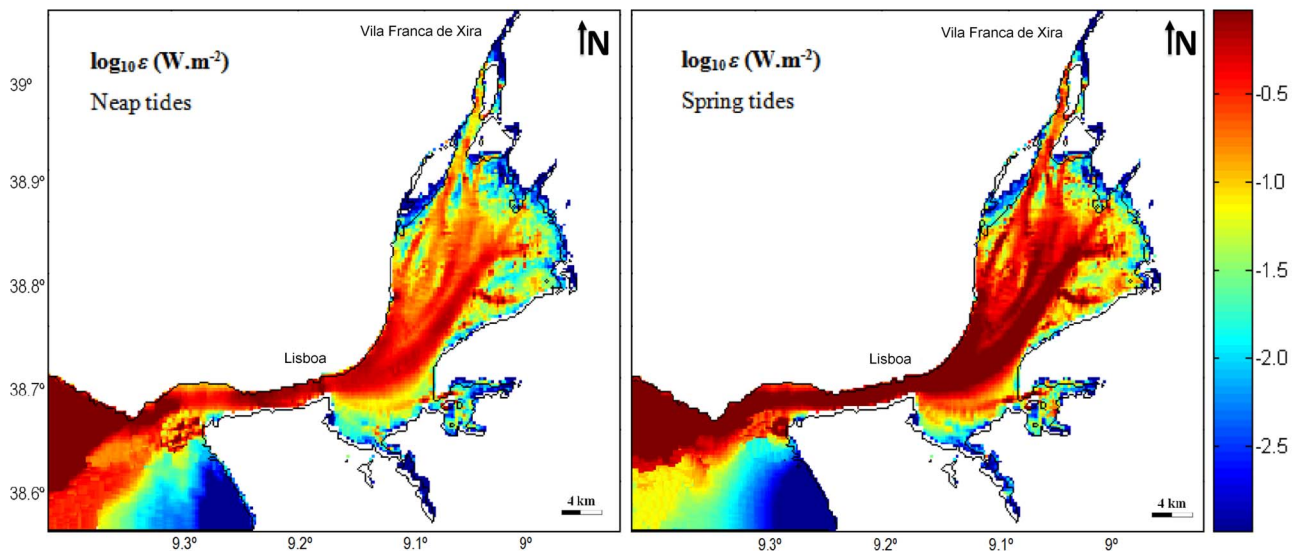 Vila Franca de Xira
N
log10 ε (W.m-2)
Neap tides
Lisboa
4 km
39º
38.9º
38.8º
38.7º
38.6º
9.3º
9.2º
9.1º
9º
Vila Franca de Xira
N
log10 ε (W.m-2)
Spring tides
Lisboa
4 km
9.3º
9.2º
9.1º
9º
-0.5
-1.0
-1.5
-2.0
-2.5